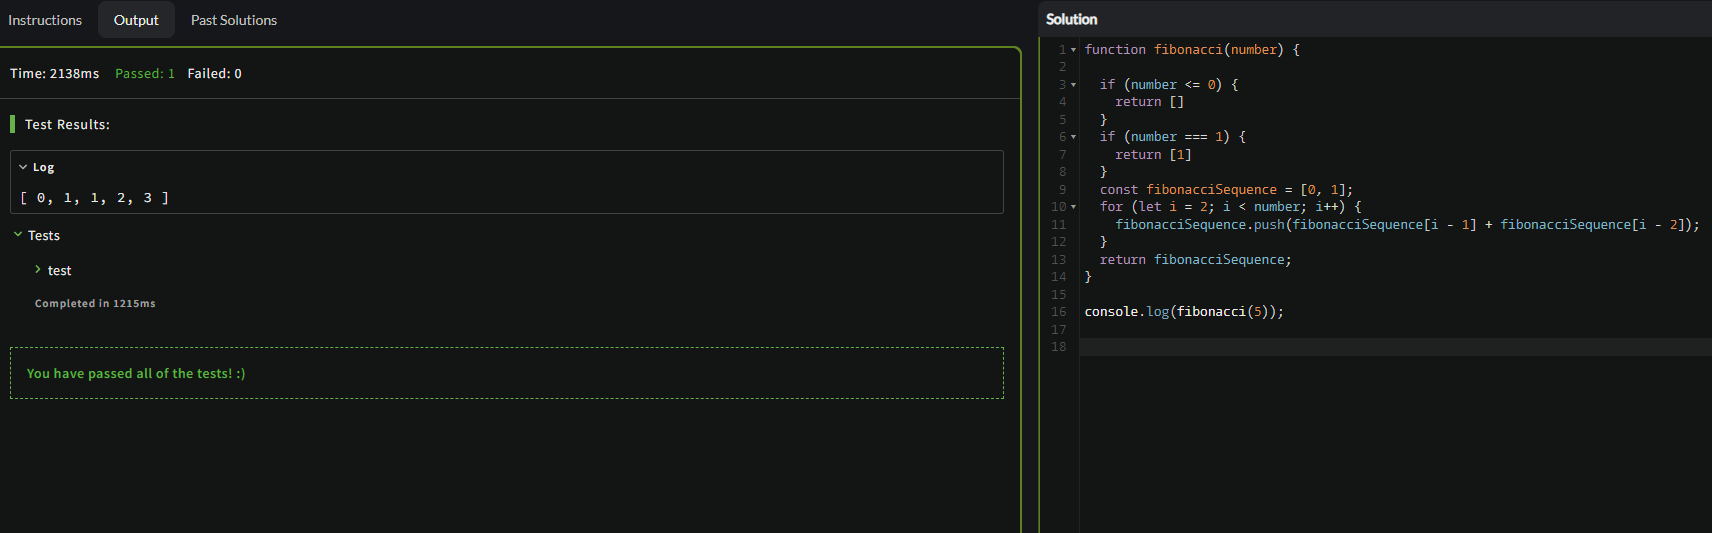 Instructions
Output
Past Solutions
Time: 2138ms Passed: 1 Failed: 0
Test Results:
Log
[ 0, 1, 1, 2, 3 ]
Tests
test
Completed in 1215ms
You have passed all of the tests! :)
Solution
1 function fibonacci(number) {
2
3   if (number <= 0) {
4     return []
5   }
6   if (number === 1) {
7     return [1]
8   }
9   const fibonacciSequence = [0, 1];
10   for (let i = 2; i < number; i++) {
11     fibonacciSequence.push(fibonacciSequence[i - 1] + fibonacciSequence[i - 2]);
12   }
13   return fibonacciSequence;
14 }
15
16 console.log(fibonacci(5));
17
18